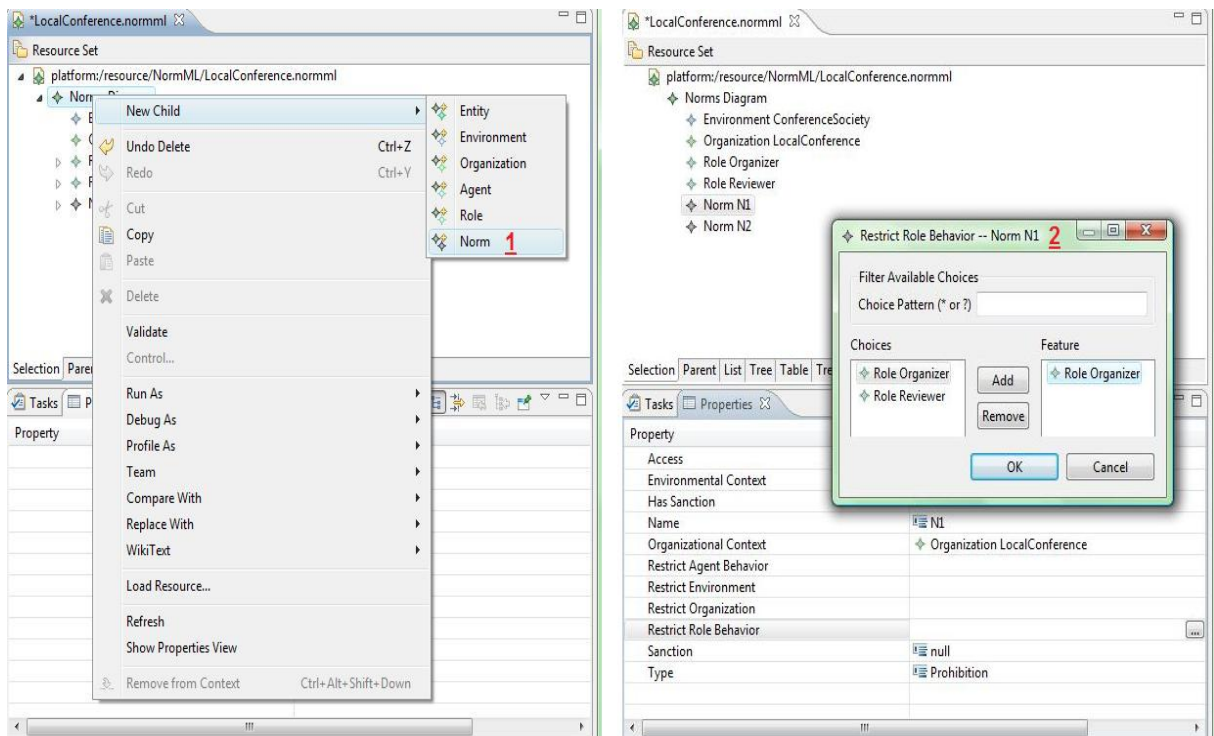 *LocalConference.normml
Resource Set
platform:/resource/NormML/LocalConference.normml
New Child
Undo Delete Ctrl+Z
Redo Ctrl+Y
Cut
Copy
Paste
Delete
Validate
Control...
Run As
Debug As
Profile As
Team
Compare With
Replace With
WikiText
Load Resource...
Refresh
Show Properties View
Remove from Context Ctrl+Alt+Shift+Down
Entity
Environment
Organization
Agent
Role
Norm 1
Selection
Tasks
Property
*LocalConference.normml
Resource Set
platform:/resource/NormML/LocalConference.normml
Norms Diagram
Environment ConferenceSociety
Organization LocalConference
Role Organizer
Role Reviewer
Norm N1
Norm N2
Restrict Role Behavior -- Norm N1 2
Filter Available Choices
Choice Pattern (* or ?)
Choices Feature
Role Organizer Add Role Organizer
Role Reviewer Remove
OK Cancel
Selection Parent List Tree Table
Tasks Properties
Property
Access
Environmental Context
Has Sanction
Name N1
Organizational Context Organization LocalConference
Restrict Agent Behavior
Restrict Environment
Restrict Organization
Restrict Role Behavior ...
Sanction null
Type Prohibition